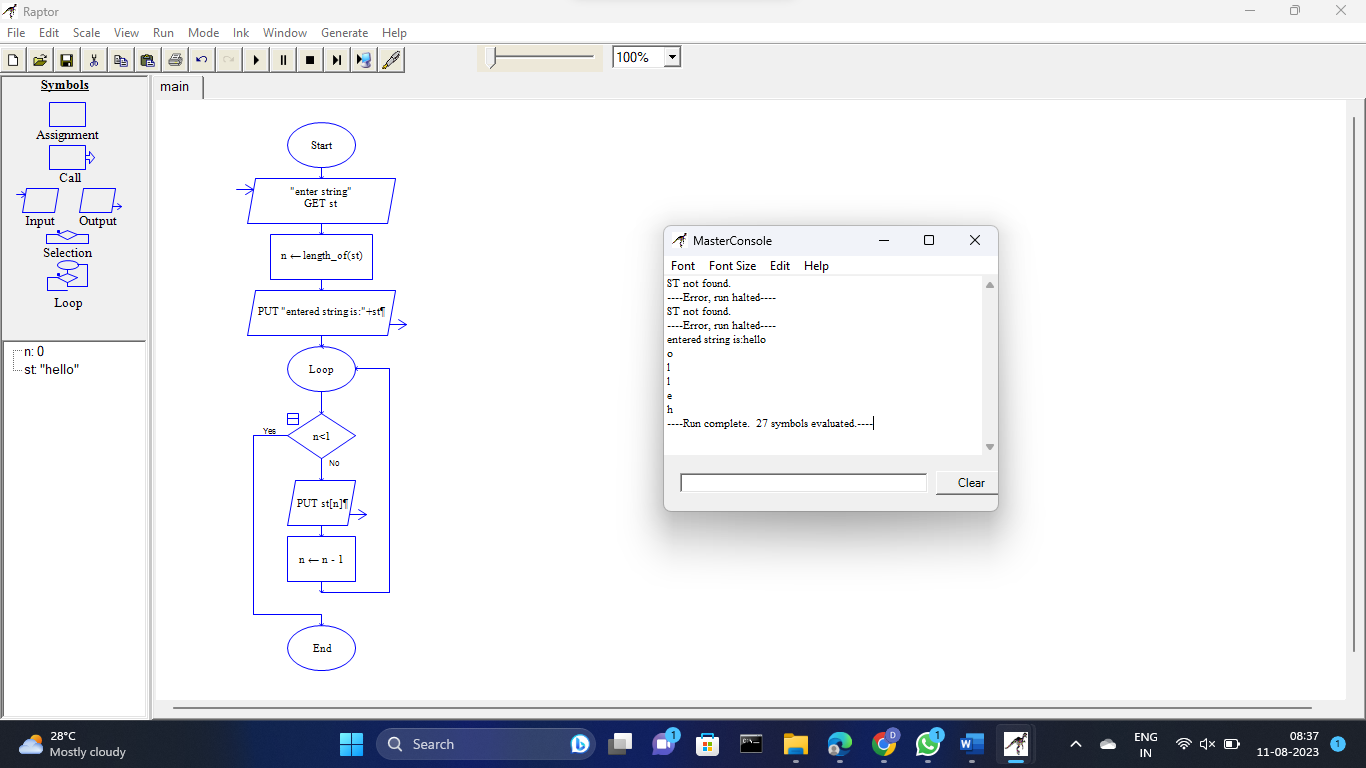 Raptor
File Edit Scale View Run Mode Ink Window Generate Help
100%
Symbols
Assignment
Call
Input Output
Selection
Loop
n: 0
st: "hello"
main
Start
"enter string"
GET st
n ←length_of(st)
PUT "entered string is:"+st¶
Loop
Yes
n<1
No
PUT st[n]¶
n ← n - 1
End
MasterConsole
Font Font Size Edit Help
ST not found.
----Error, run halted----
ST not found.
----Error, run halted----
entered string is:hello
o
l
l
e
h
----Run complete.  27 symbols evaluated.----
Clear
28°C
Mostly cloudy
Search
1
D
1
W
ENG
IN
08:37
11-08-2023
1